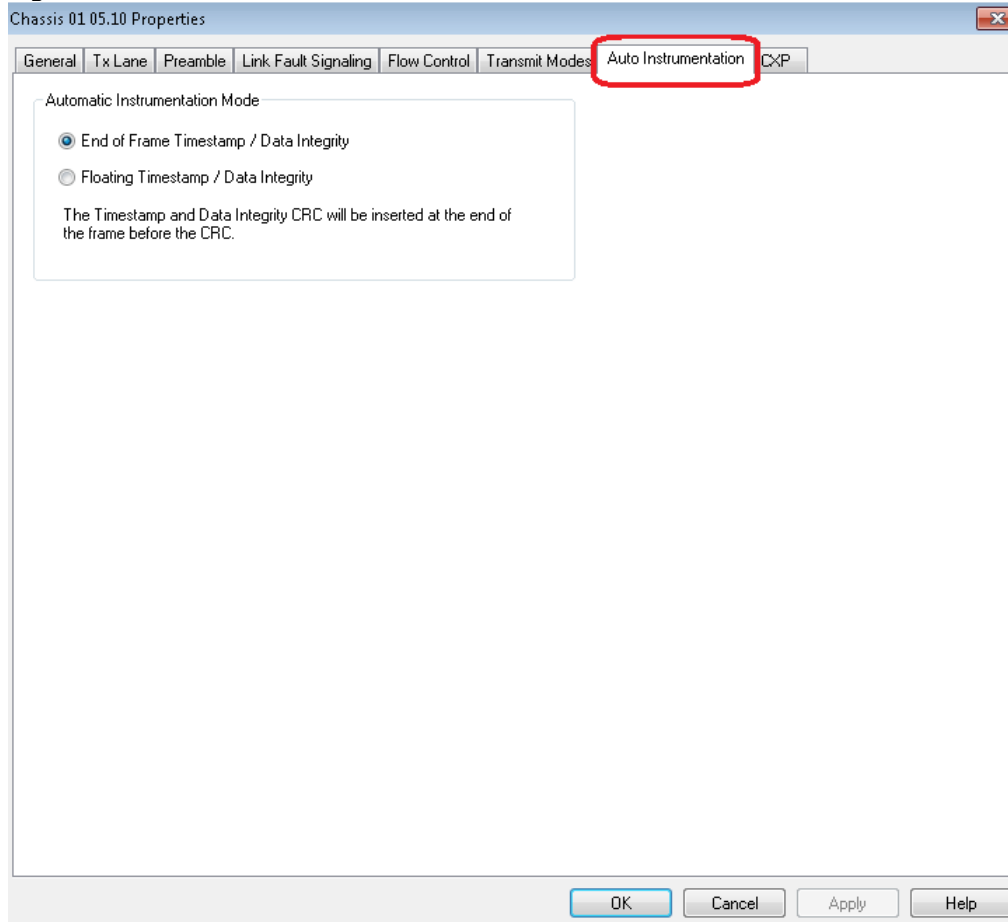 Chassis 01 05.10 Properties
General Tx Lane Preamble Link Fault Signaling Flow Control Transmit Modes Auto Instrumentation CXP
Automatic Instrumentation Mode
End of Frame Timestamp / Data Integrity
Floating Timestamp / Data Integrity
The Timestamp and Data Integrity CRC will be inserted at the end of
the frame before the CRC.
OK Cancel Apply Help